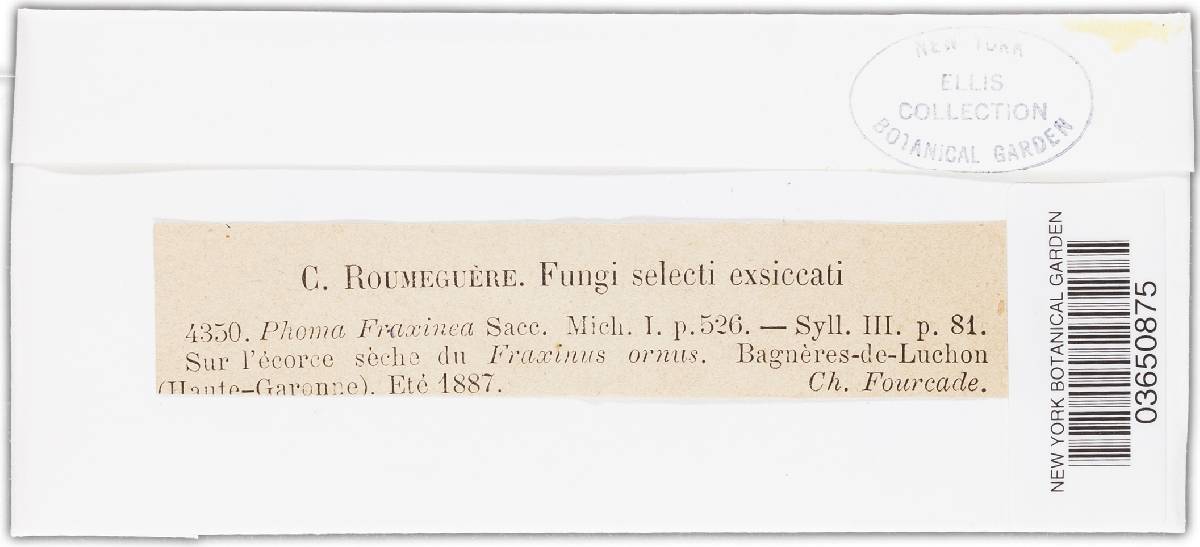 NEW YORK
ELLIS
COLLECTION
BOTANICAL GARDEN
C. ROUMEGUÈRE. Fungi selecti exsiccati
4350. Phoma Fraxinea Sacc. Mich. I. p. 526. — Syll. III. p. 81.
Sur l'écorce sèche du Fraxinus ornus. Bagnères-de-Luchon
(Haute-Garonne). Eté 1887. Ch. Fourcade.
NEW YORK BOTANICAL GARDEN
03650875